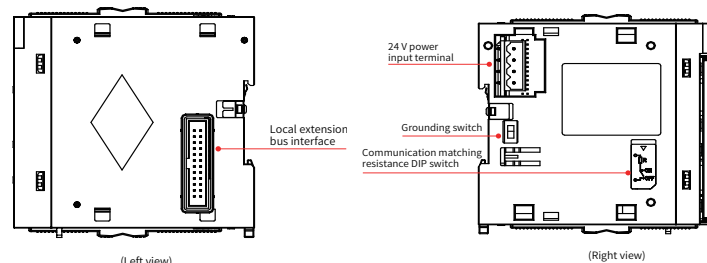 Local extension
bus interface
(Left view)
24 V power
input terminal
Grounding switch
Communication matching
resistance DIP switch
(Right view)